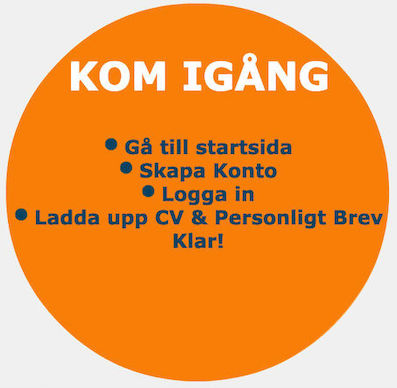 KOM IGÅNG
• Gå till startsida
• Skapa Konto
• Logga in
• Ladda upp CV & Personligt Brev
Klar!